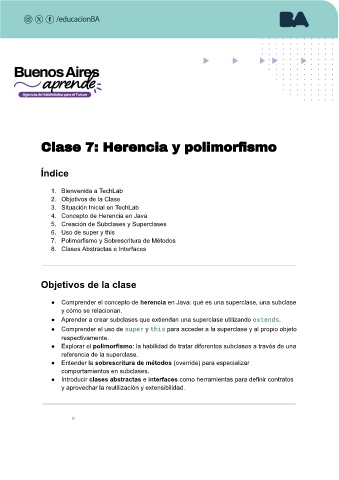 /educacionBA
BA
Buenos Aires
aprende
Agencia de Habilidades para el Futuro
Clase 7: Herencia y polimorfismo
Índice
1. Bienvenida a TechLab
2. Objetivos de la Clase
3. Situación Inicial en TechLab
4. Concepto de Herencia en Java
5. Creación de Subclases y Superclases
6. Uso de super y this
7. Polimorfismo y Sobrescritura de Métodos
8. Clases Abstractas e Interfaces
Objetivos de la clase
● Comprender el concepto de herencia en Java: qué es una superclase, una subclase
y cómo se relacionan.
● Aprender a crear subclases que extiendan una superclase utilizando extends.
● Comprender el uso de super y this para acceder a la superclase y al propio objeto
respectivamente.
● Explorar el polimorfismo: la habilidad de tratar diferentes subclases a través de una
referencia de la superclase.
● Entender la sobrescritura de métodos (override) para especializar
comportamientos en subclases.
● Introducir clases abstractas e interfaces como herramientas para definir contratos
y aprovechar la reutilización y extensibilidad.